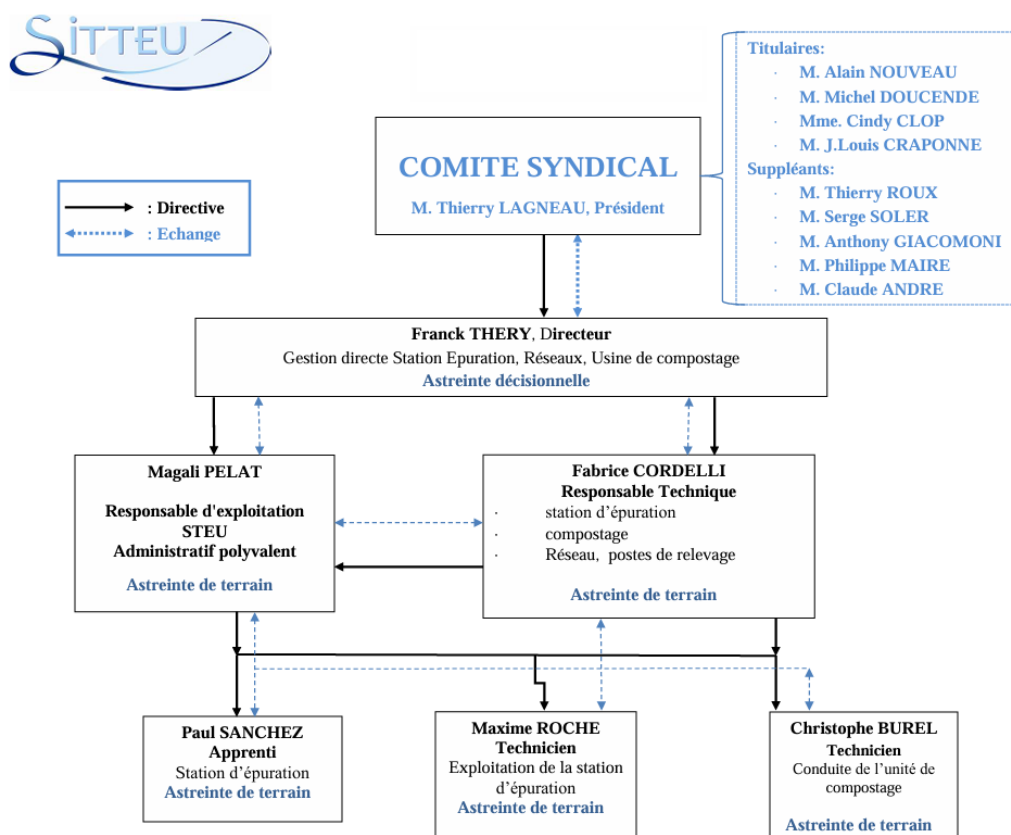 SITTEU
Titulaires:
· M. Alain NOUVEAU
· M. Michel DOUCENDE
· Mme. Cindy CLOP
· M. J.Louis CRAPONNE
Suppléants:
· M. Thierry ROUX
· M. Serge SOLER
· M. Anthony GIACOMONI
· M. Philippe MAIRE
· M. Claude ANDRE
COMITE SYNDICAL
M. Thierry LAGNEAU, Président
: Directive
: Echange
Franck THERY, Directeur
Gestion directe Station Epuration, Réseaux, Usine de compostage
Astreinte décisionnelle
Magali PELAT
Responsable d'exploitation
STEU
Administratif polyvalent
Astreinte de terrain
Fabrice CORDELLI
Responsable Technique
· station d’épuration
· compostage
· Réseau, postes de relevage
Astreinte de terrain
Paul SANCHEZ
Apprenti
Station d’épuration
Astreinte de terrain
Maxime ROCHE
Technicien
Exploitation de la station
d’épuration
Astreinte de terrain
Christophe BUREL
Technicien
Conduite de l’unité de
compostage
Astreinte de terrain